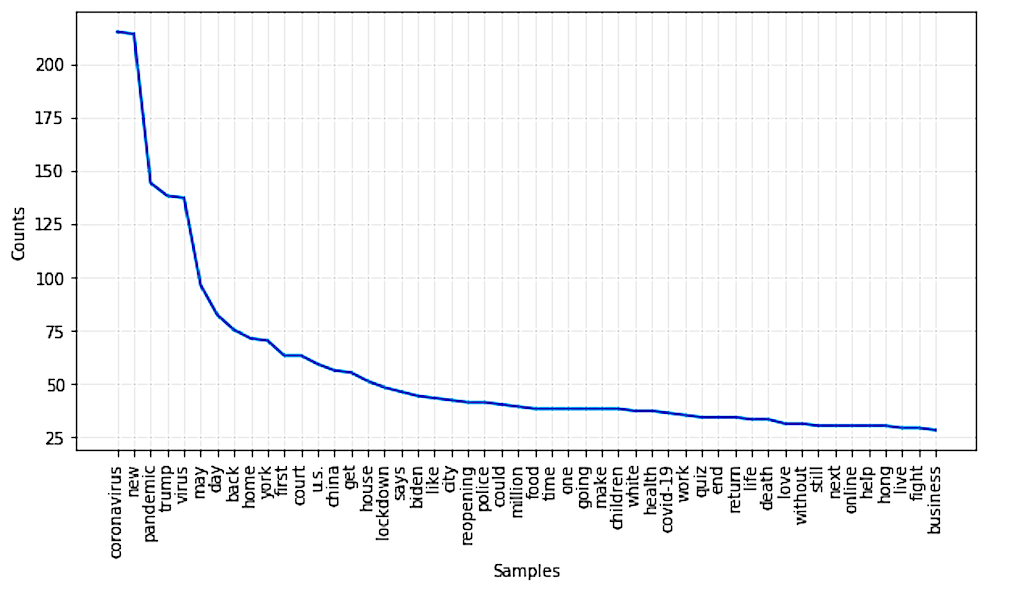 200
175
150
125
100
75
50
25
Counts
coronavirus
new
pandemic
trump
virus
may
day
back
home
york
first
court
u.s.
china
get
house
lockdown
says
biden
like
city
reopening
police
could
million
food
time
one
going
make
children
white
health
covid-19
work
quiz
end
return
life
death
love
without
still
next
online
help
hong
live
fight
business
Samples